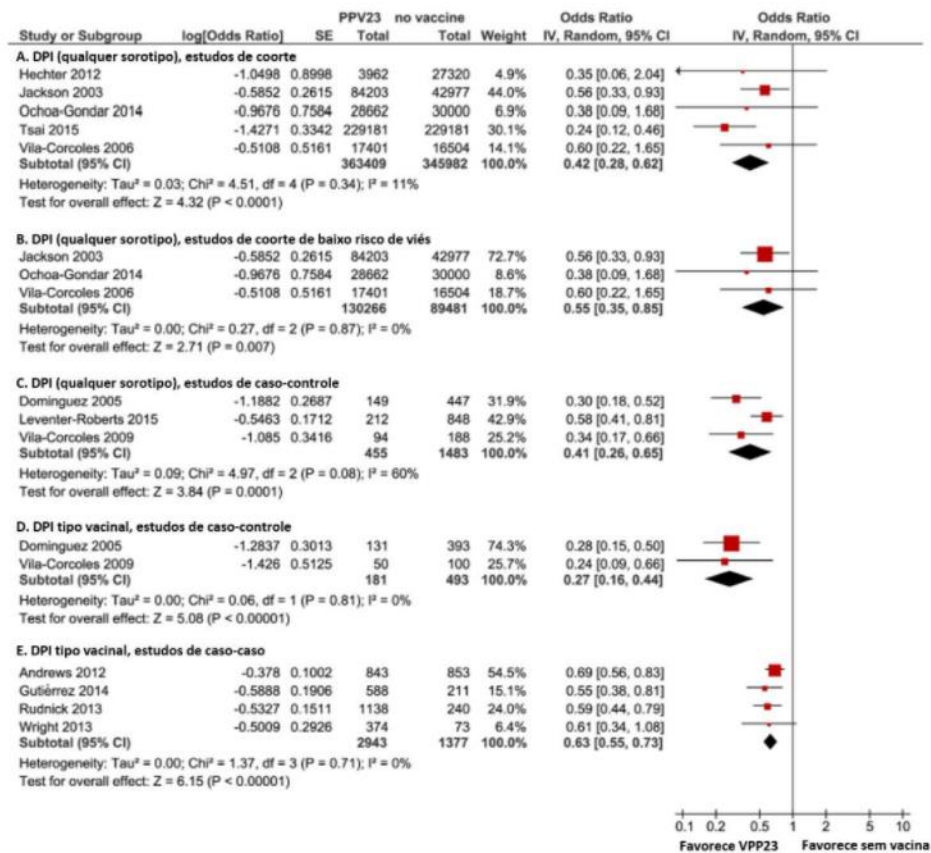 PPV23 no vaccine Odds Ratio Odds Ratio
Study or Subgroup log[Odds Ratio] SE Total Total Weight IV, Random, 95% CI IV, Random, 95% CI
A. DPI (qualquer sorotipo), estudos de coorte
Hechter 2012 -1.0498 0.8998 3962 27320 4.9% 0.35 [0.06, 2.04]
Jackson 2003 -0.5852 0.2615 84203 42977 44.0% 0.56 [0.33, 0.93]
Ochoa-Gondar 2014 -0.9676 0.7584 28662 30000 6.9% 0.38 [0.09, 1.68]
Tsai 2015 -1.4271 0.3342 229181 229181 30.1% 0.24 [0.12, 0.46]
Vila-Corcoles 2006 -0.5108 0.5161 17401 16504 14.1% 0.60 [0.22, 1.65]
Subtotal (95% CI) 363409 345982 100.0% 0.42 [0.28, 0.62]
Heterogeneity: Tau² = 0.03; Chi² = 4.51, df = 4 (P = 0.34); I² = 11%
Test for overall effect: Z = 4.32 (P < 0.0001)
B. DPI (qualquer sorotipo), estudos de coorte de baixo risco de viés
Jackson 2003 -0.5852 0.2615 84203 42977 72.7% 0.56 [0.33, 0.93]
Ochoa-Gondar 2014 -0.9676 0.7584 28662 30000 8.6% 0.38 [0.09, 1.68]
Vila-Corcoles 2006 -0.5108 0.5161 17401 16504 18.7% 0.60 [0.22, 1.65]
Subtotal (95% CI) 130266 89481 100.0% 0.55 [0.35, 0.85]
Heterogeneity: Tau² = 0.00; Chi² = 0.27, df = 2 (P = 0.87); I² = 0%
Test for overall effect: Z = 2.71 (P = 0.007)
C. DPI (qualquer sorotipo), estudos de caso-controle
Dominguez 2005 -1.1882 0.2687 149 447 31.9% 0.30 [0.18, 0.52]
Leventer-Roberts 2015 -0.5463 0.1712 212 848 42.9% 0.58 [0.41, 0.81]
Vila-Corcoles 2009 -1.085 0.3416 94 188 25.2% 0.34 [0.17, 0.66]
Subtotal (95% CI) 455 1483 100.0% 0.41 [0.26, 0.65]
Heterogeneity: Tau² = 0.09; Chi² = 4.97, df = 2 (P = 0.08); I² = 60%
Test for overall effect: Z = 3.84 (P = 0.0001)
D. DPI tipo vacinal, estudos de caso-controle
Dominguez 2005 -1.2837 0.3013 131 393 74.3% 0.28 [0.15, 0.50]
Vila-Corcoles 2009 -1.426 0.5125 50 100 25.7% 0.24 [0.09, 0.66]
Subtotal (95% CI) 181 493 100.0% 0.27 [0.16, 0.44]
Heterogeneity: Tau² = 0.00; Chi² = 0.06, df = 1 (P = 0.81); I² = 0%
Test for overall effect: Z = 5.08 (P < 0.00001)
E. DPI tipo vacinal, estudos de caso-caso
Andrews 2012 -0.378 0.1002 843 853 54.5% 0.69 [0.56, 0.83]
Gutiérrez 2014 -0.5888 0.1906 588 211 15.1% 0.55 [0.38, 0.81]
Rudnick 2013 -0.5327 0.1511 1138 240 24.0% 0.59 [0.44, 0.79]
Wright 2013 -0.5009 0.2926 374 73 6.4% 0.61 [0.34, 1.08]
Subtotal (95% CI) 2943 1377 100.0% 0.63 [0.55, 0.73]
Heterogeneity: Tau² = 0.00; Chi² = 1.37, df = 3 (P = 0.71); I² = 0%
Test for overall effect: Z = 6.15 (P < 0.00001)
0.1 0.2 0.5 1 2 5 10
Favorece VPP23 Favorece sem vacina